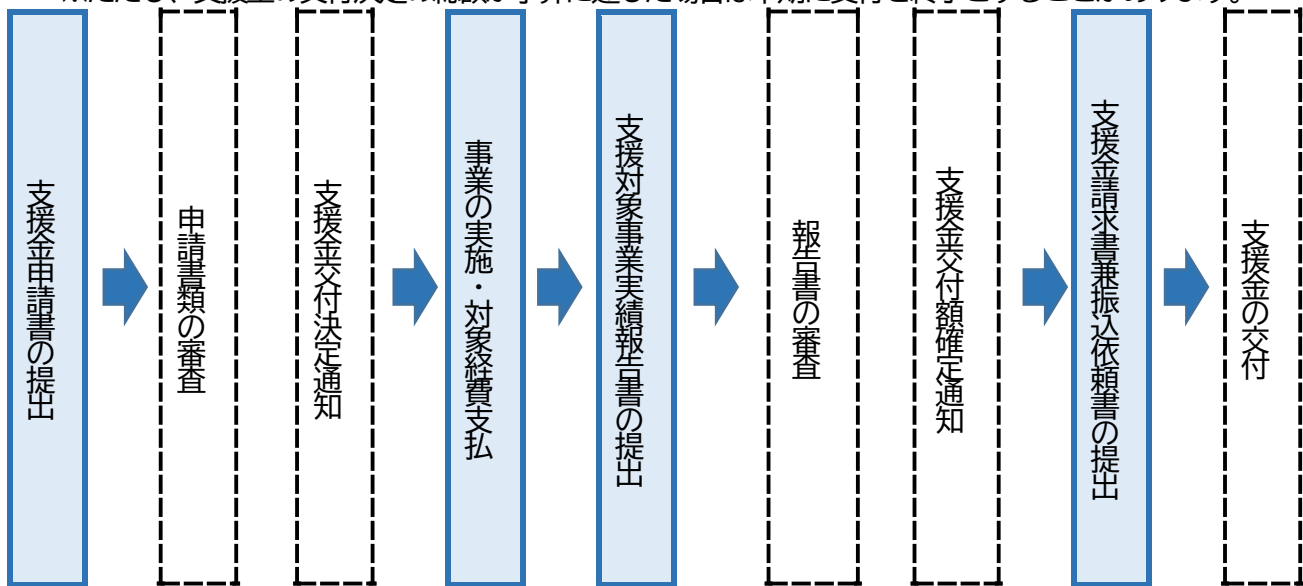 支援金申請書の提出
申請書類の審査
支援金交付決定通知
事業の実施・対象経費支払
支援対象事業実績報告書の提出
報告書の審査
支援金交付額確定通知
支援金請求書兼振込依頼書の提出
支援金の交付